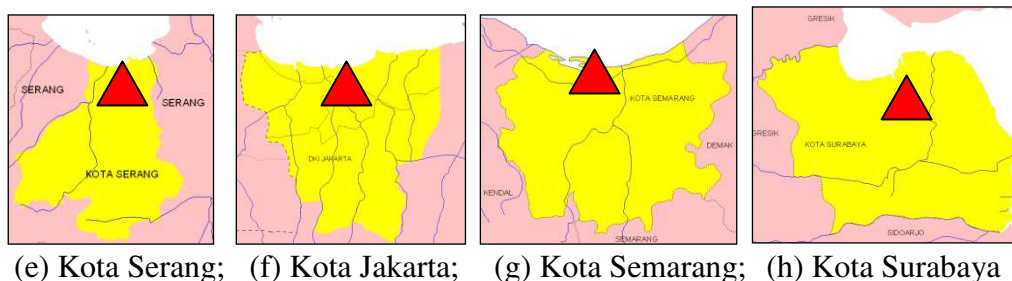 SERANG
SERANG
KOTA SERANG
DKI JAKARTA
KOTA SEMARANG
DEMAK
KENDAL
SEMARANG
GRESIK
GRESIK
KOTA SURABAYA
SIDOARJO
(e) Kota Serang; (f) Kota Jakarta; (g) Kota Semarang; (h) Kota Surabaya